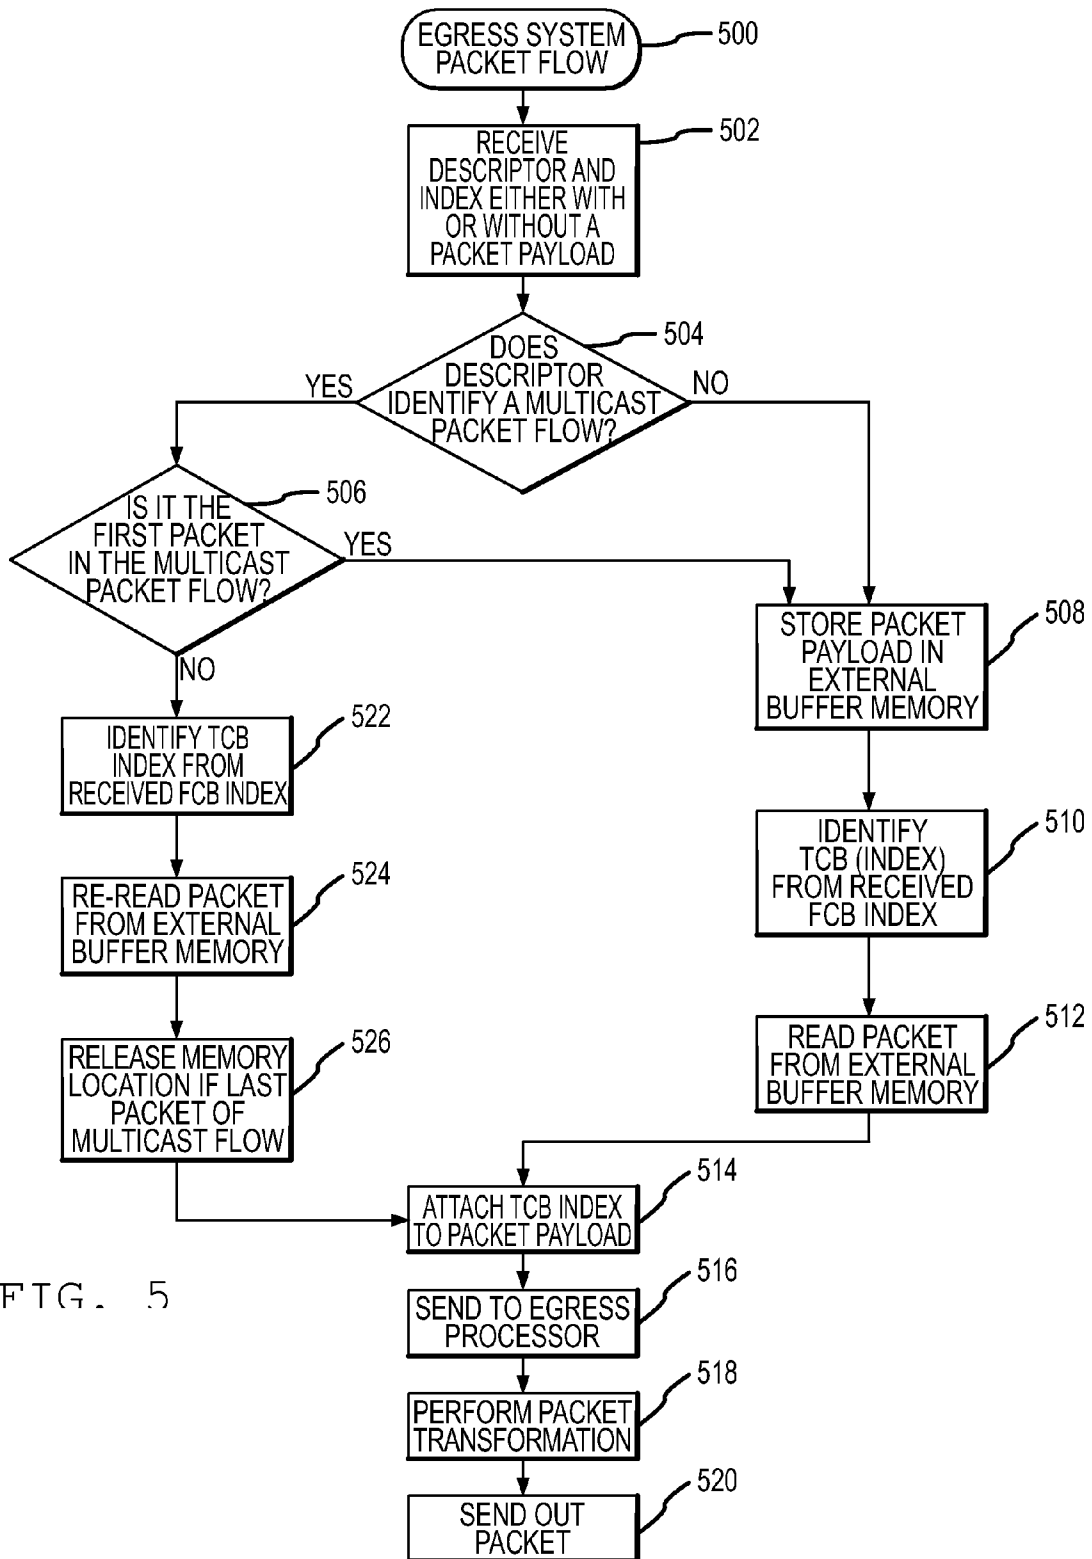 EGRESS SYSTEM
PACKET FLOW
500
RECEIVE
DESCRIPTOR AND
INDEX EITHER WITH
OR WITHOUT A
PACKET PAYLOAD
502
DOES
DESCRIPTOR
IDENTIFY A MULTICAST
PACKET FLOW?
504
YES
NO
IS IT THE
FIRST PACKET
IN THE MULTICAST
PACKET FLOW?
506
YES
NO
STORE PACKET
PAYLOAD IN
EXTERNAL
BUFFER MEMORY
508
IDENTIFY TCB
INDEX FROM
RECEIVED FCB INDEX
522
IDENTIFY
TCB (INDEX)
FROM RECEIVED
FCB INDEX
510
RE-READ PACKET
FROM EXTERNAL
BUFFER MEMORY
524
READ PACKET
FROM EXTERNAL
BUFFER MEMORY
512
RELEASE MEMORY
LOCATION IF LAST
PACKET OF
MULTICAST FLOW
526
ATTACH TCB INDEX
TO PACKET PAYLOAD
514
SEND TO EGRESS
PROCESSOR
516
PERFORM PACKET
TRANSFORMATION
518
SEND OUT
PACKET
520
FIG. 5